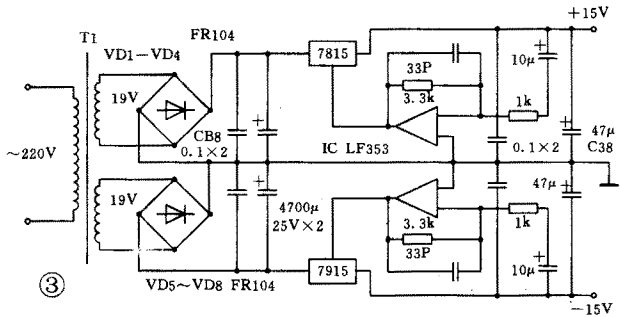 T1
VD1－VD4
FR104
7815
＋15V
10μ
33P
3.3k
1k
19V
CB8
0.1×2
IC LF353
0.1×2
47μ
C38
～220V
19V
4700μ
25V×2
47μ
3.3k
33P
1k
10μ
7915
③
VD5～VD8 FR104
－15V